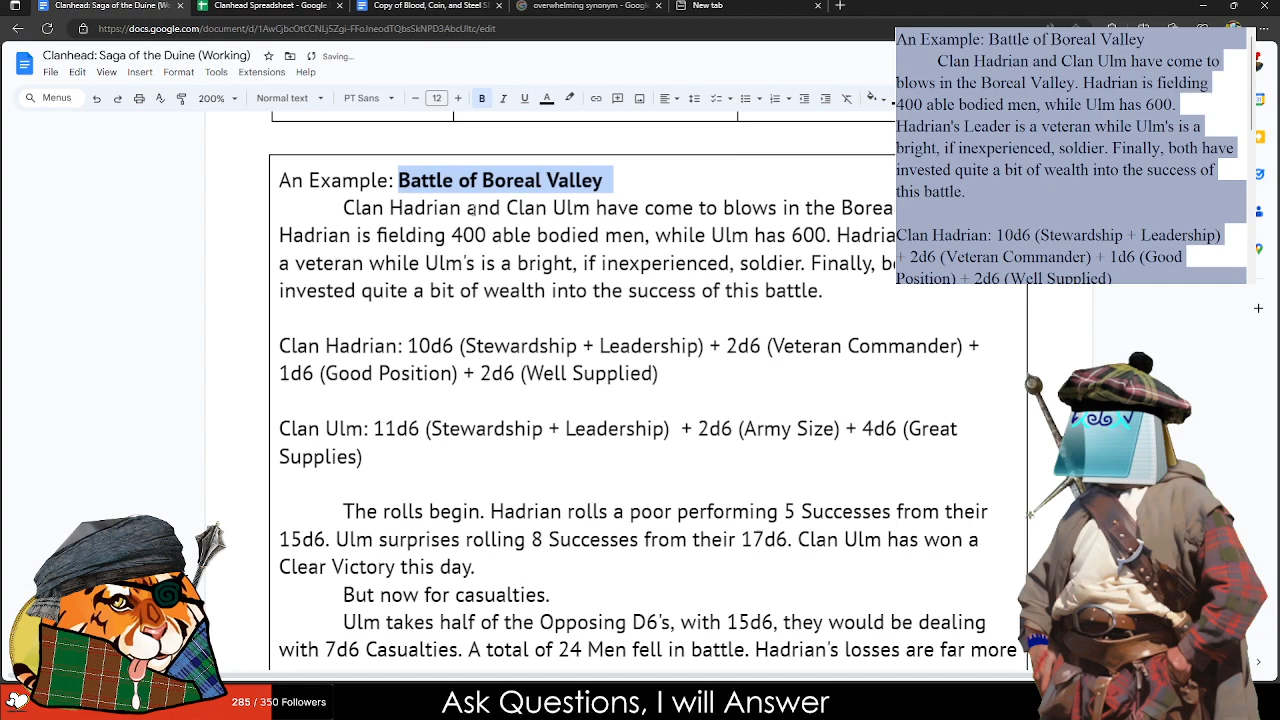 Clanhead: Saga of the Duine (W
Clanhead Spreadsheet - Google
Copy of Blood, Coin, and Steel S
overwhelming synonym - Google
New tab
https://docs.google.com/document/d/1AwCjbcOtCCNLj5Zgi-FFoJneodTQbsSkNPD3AbcUltc/edit
Clanhead: Saga of the Duine (Working)
Saving...
File Edit View Insert Format Tools Extensions Help
Menus
200%
Normal text
PT Sans
12
B I U A
An Example: Battle of Boreal Valley
Clan Hadrian and Clan Ulm have come to blows in the Borea
Hadrian is fielding 400 able bodied men, while Ulm has 600. Hadria
a veteran while Ulm's is a bright, if inexperienced, soldier. Finally, b
invested quite a bit of wealth into the success of this battle.
Clan Hadrian: 10d6 (Stewardship + Leadership) + 2d6 (Veteran Commander) +
1d6 (Good Position) + 2d6 (Well Supplied)
Clan Ulm: 11d6 (Stewardship + Leadership) + 2d6 (Army Size) + 4d6 (Great
Supplies)
The rolls begin. Hadrian rolls a poor performing 5 Successes from their
15d6. Ulm surprises rolling 8 Successes from their 17d6. Clan Ulm has won a
Clear Victory this day.
But now for casualties.
Ulm takes half of the Opposing D6's, with 15d6, they would be dealing
with 7d6 Casualties. A total of 24 Men fell in battle. Hadrian's losses are far more
An Example: Battle of Boreal Valley
Clan Hadrian and Clan Ulm have come to
blows in the Boreal Valley. Hadrian is fielding
400 able bodied men, while Ulm has 600.
Hadrian's Leader is a veteran while Ulm's is a
bright, if inexperienced, soldier. Finally, both have
invested quite a bit of wealth into the success of
this battle.
Clan Hadrian: 10d6 (Stewardship + Leadership)
+ 2d6 (Veteran Commander) + 1d6 (Good
Position) + 2d6 (Well Supplied)
285 / 350 Followers
Ask Questions, I will Answer